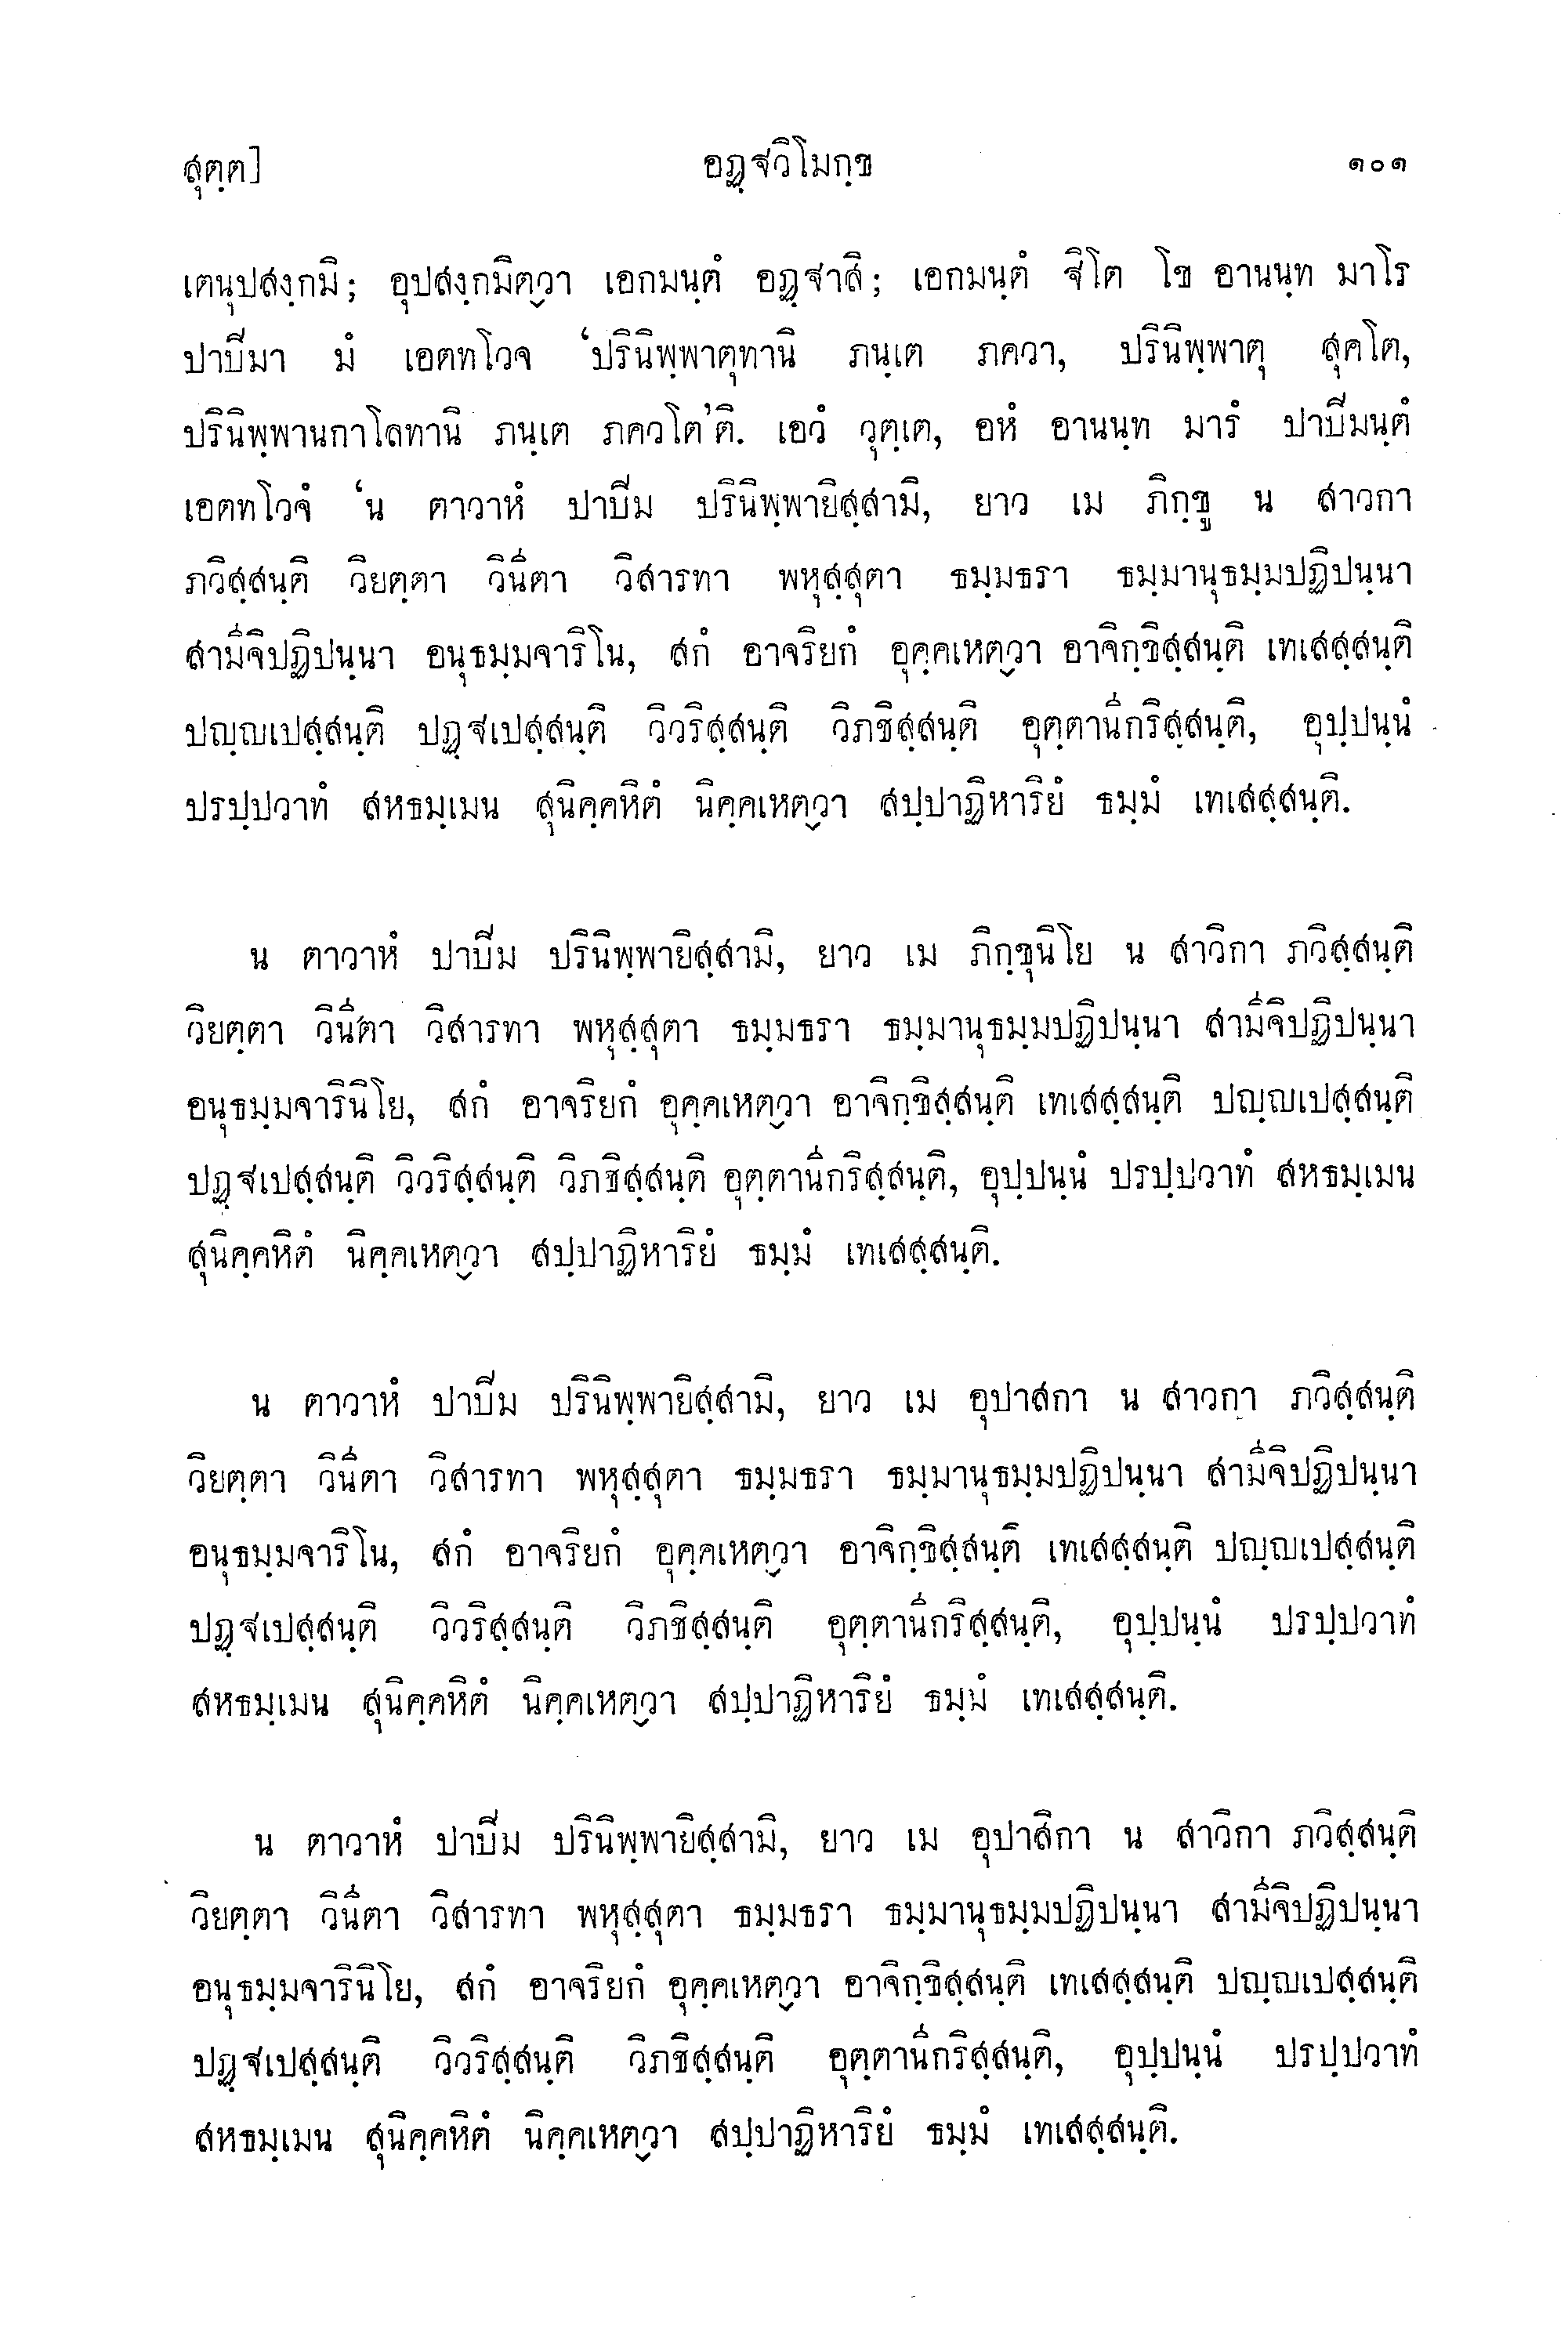 สุตฺต]	อฏฺฐวิโมกฺข	๑๐๑
เตนุปสงฺกมิ; อุปสงฺกมิตฺวา เอกมนฺตํ อฏฺฐาสิ; เอกมนฺตํ ฐิโต โข อานนฺท มาโร
ปาปิมา มํ เอตทโวจ ‘ปรินิพฺพาตุทานิ ภนฺเต ภควา, ปรินิพฺพาตุ สุคโต,
ปรินิพฺพานกาโลทานิ ภนฺเต ภควโต’ติ. เอวํ วุตฺเต, อหํ อานนฺท มารํ ปาปิมนฺตํ
เอตทโวจํ ‘น ตาวาหํ ปาปิม ปรินิพฺพายิสฺสามิ, ยาว เม ภิกฺขู น สาวกา
ภวิสฺสนฺติ วิยตฺตา วินีตา วิสารทา พหุสฺสุตา ธมฺมธรา ธมฺมานุธมฺมปฏิปนฺนา
สามีจิปฏิปนฺนา อนุธมฺมจาริโน, สกํ อาจริยกํ อุคฺคเหตฺวา อาจิกฺขิสฺสนฺติ เทเสสฺสนฺติ
ปญฺญเปสฺสนฺติ ปฏฺฐเปสฺสนฺติ วิวริสฺสนฺติ วิภชิสฺสนฺติ อุตฺตานีกริสฺสนฺติ, อุปฺปนฺนํ
ปรปฺปวาทํ สหธมฺเมน สุนิคฺคหิตํ นิคฺคเหตฺวา สปฺปาฏิหาริยํ ธมฺมํ เทเสสฺสนฺติ.
น ตาวาหํ ปาปิม ปรินิพฺพายิสฺสามิ, ยาว เม ภิกฺขุนิโย น สาวิกา ภวิสฺสนฺติ
วิยตฺตา วินีตา วิสารทา พหุสฺสุตา ธมฺมธรา ธมฺมานุธมฺมปฏิปนฺนา สามีจิปฏิปนฺนา
อนุธมฺมจารินิโย, สกํ อาจริยกํ อุคฺคเหตฺวา อาจิกฺขิสฺสนฺติ เทเสสฺสนฺติ ปญฺญเปสฺสนฺติ
ปฏฺฐเปสฺสนฺติ วิวริสฺสนฺติ วิภชิสฺสนฺติ อุตฺตานีกริสฺสนฺติ, อุปฺปนฺนํ ปรปฺปวาทํ สหธมฺเมน
สุนิคฺคหิตํ นิคฺคเหตฺวา สปฺปาฏิหาริยํ ธมฺมํ เทเสสฺสนฺติ.
น ตาวาหํ ปาปิม ปรินิพฺพายิสฺสามิ, ยาว เม อุปาสกา น สาวกา ภวิสฺสนฺติ
วิยตฺตา วินีตา วิสารทา พหุสฺสุตา ธมฺมธรา ธมฺมานุธมฺมปฏิปนฺนา สามีจิปฏิปนฺนา
อนุธมฺมจาริโน, สกํ อาจริยกํ อุคฺคเหตฺวา อาจิกฺขิสฺสนฺติ เทเสสฺสนฺติ ปญฺญเปสฺสนฺติ
ปฏฺฐเปสฺสนฺติ วิวริสฺสนฺติ วิภชิสฺสนฺติ อุตฺตานีกริสฺสนฺติ, อุปฺปนฺนํ ปรปฺปวาทํ
สหธมฺเมน สุนิคฺคหิตํ นิคฺคเหตฺวา สปฺปาฏิหาริยํ ธมฺมํ เทเสสฺสนฺติ.
น ตาวาหํ ปาปิม ปรินิพฺพายิสฺสามิ, ยาว เม อุปาสิกา น สาวิกา ภวิสฺสนฺติ
วิยตฺตา วินีตา วิสารทา พหุสฺสุตา ธมฺมธรา ธมฺมานุธมฺมปฏิปนฺนา สามีจิปฏิปนฺนา
อนุธมฺมจารินิโย, สกํ อาจริยกํ อุคฺคเหตฺวา อาจิกฺขิสฺสนฺติ เทเสสฺสนฺติ ปญฺญเปสฺสนฺติ
ปฏฺฐเปสฺสนฺติ วิวริสฺสนฺติ วิภชิสฺสนฺติ อุตฺตานีกริสฺสนฺติ, อุปฺปนฺนํ ปรปฺปวาทํ
สหธมฺเมน สุนิคฺคหิตํ นิคฺคเหตฺวา สปฺปาฏิหาริยํ ธมฺมํ เทเสสฺสนฺติ.